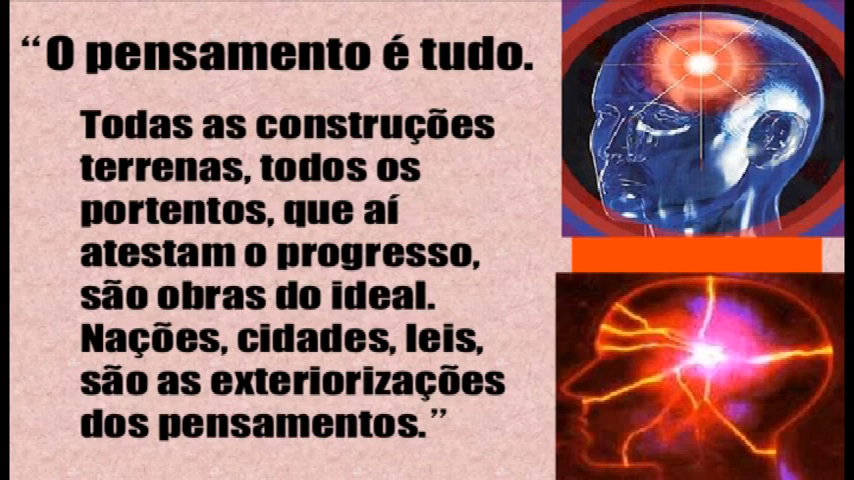 “O pensamento é tudo.
Todas as construções
terrenas, todos os
portentos, que aí
atestam o progresso,
são obras do ideal.
Nações, cidades, leis,
são as exteriorizações
dos pensamentos.”